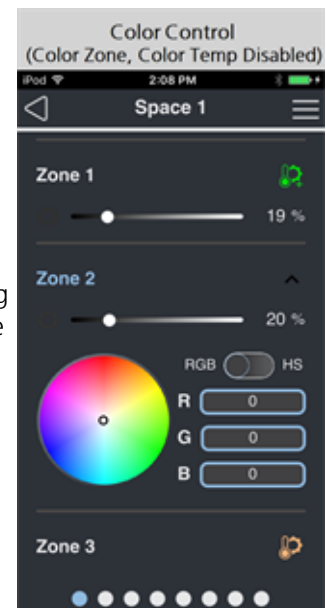 Color Control
(Color Zone, Color Temp Disabled)
iPod 2:08 PM
Space 1
Zone 1
19 %
Zone 2
20 %
RGB HS
R 0
G 0
B 0
Zone 3